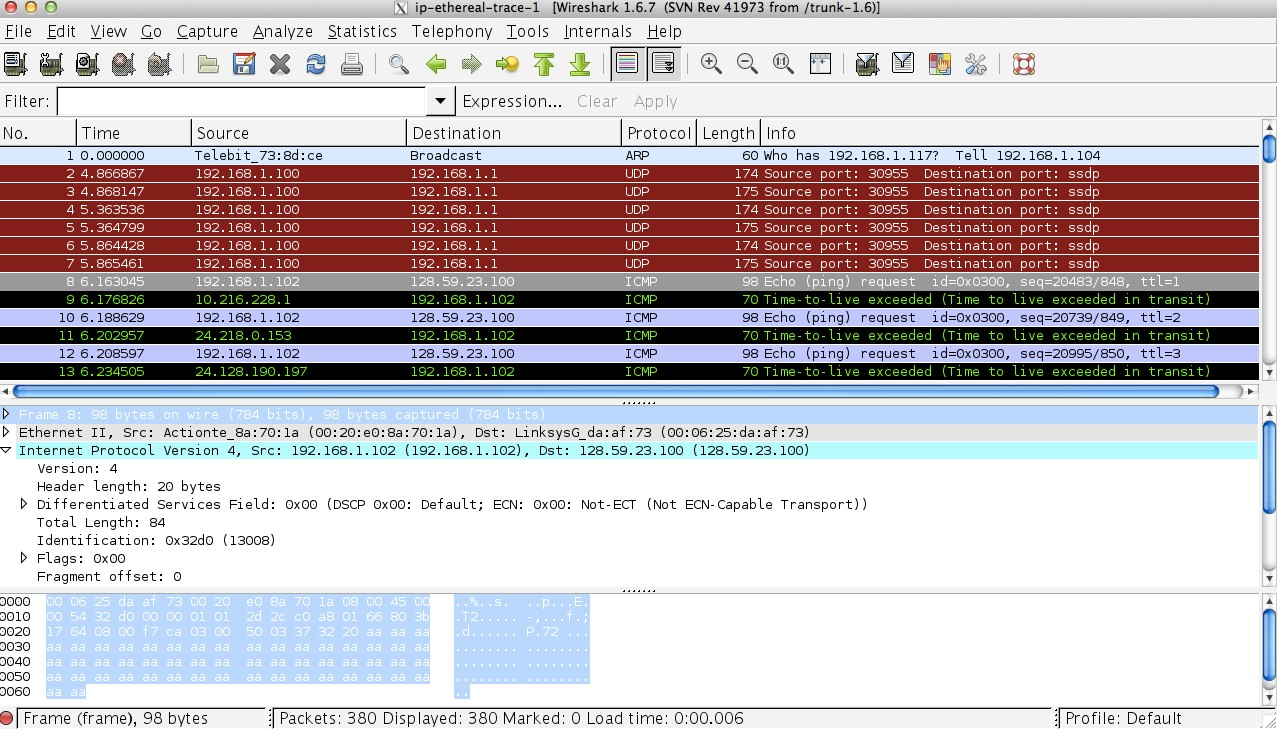 ip-ethereal-trace-1 [Wireshark 1.6.7 (SVN Rev 41973 from /trunk-1.6)]
File Edit View Go Capture Analyze Statistics Telephony Tools Internals Help
Filter: Expression... Clear Apply
No. Time Source Destination Protocol Length Info
1 0.000000 Telebit_73:8d:ce Broadcast ARP 60 Who has 192.168.1.117? Tell 192.168.1.104
2 4.866867 192.168.1.100 192.168.1.1 UDP 174 Source port: 30955 Destination port: ssdp
3 4.868147 192.168.1.100 192.168.1.1 UDP 175 Source port: 30955 Destination port: ssdp
4 5.363536 192.168.1.100 192.168.1.1 UDP 174 Source port: 30955 Destination port: ssdp
5 5.364799 192.168.1.100 192.168.1.1 UDP 175 Source port: 30955 Destination port: ssdp
6 5.864428 192.168.1.100 192.168.1.1 UDP 174 Source port: 30955 Destination port: ssdp
7 5.865461 192.168.1.100 192.168.1.1 UDP 175 Source port: 30955 Destination port: ssdp
8 6.163045 192.168.1.102 128.59.23.100 ICMP 98 Echo (ping) request id=0x0300, seq=20483/848, ttl=1
9 6.176826 10.216.228.1 192.168.1.102 ICMP 70 Time-to-live exceeded (Time to live exceeded in transit)
10 6.188629 192.168.1.102 128.59.23.100 ICMP 98 Echo (ping) request id=0x0300, seq=20739/849, ttl=2
11 6.202957 24.218.0.153 192.168.1.102 ICMP 70 Time-to-live exceeded (Time to live exceeded in transit)
12 6.208597 192.168.1.102 128.59.23.100 ICMP 98 Echo (ping) request id=0x0300, seq=20995/850, ttl=3
13 6.234505 24.128.190.197 192.168.1.102 ICMP 70 Time-to-live exceeded (Time to live exceeded in transit)
Frame 8: 98 bytes on wire (784 bits), 98 bytes captured (784 bits)
Ethernet II, Src: Actionte_8a:70:1a (00:20:e0:8a:70:1a), Dst: LinksysG_da:af:73 (00:06:25:da:af:73)
Internet Protocol Version 4, Src: 192.168.1.102 (192.168.1.102), Dst: 128.59.23.100 (128.59.23.100)
Version: 4
Header length: 20 bytes
Differentiated Services Field: 0x00 (DSCP 0x00: Default; ECN: 0x00: Not-ECT (Not ECN-Capable Transport))
Total Length: 84
Identification: 0x32d0 (13008)
Flags: 0x00
Fragment offset: 0
0000 00 06 25 da af 73 00 20 e0 8a 70 1a 08 00 45 00 ..%..s. ..p...E.
0010 00 54 32 d0 00 00 01 01 2d 2c c0 a8 01 66 80 3b .T2..... -,...f.;
0020 17 64 08 00 f7 ca 03 00 50 03 37 32 20 aa aa aa .d...... P.72 ...
0030 aa aa aa aa aa aa aa aa aa aa aa aa aa aa aa aa ........ ........
0040 aa aa aa aa aa aa aa aa aa aa aa aa aa aa aa aa ........ ........
0050 aa aa aa aa aa aa aa aa aa aa aa aa aa aa aa aa ........ ........
0060 aa aa ..
Frame (frame), 98 bytes Packets: 380 Displayed: 380 Marked: 0 Load time: 0:00.006 Profile: Default